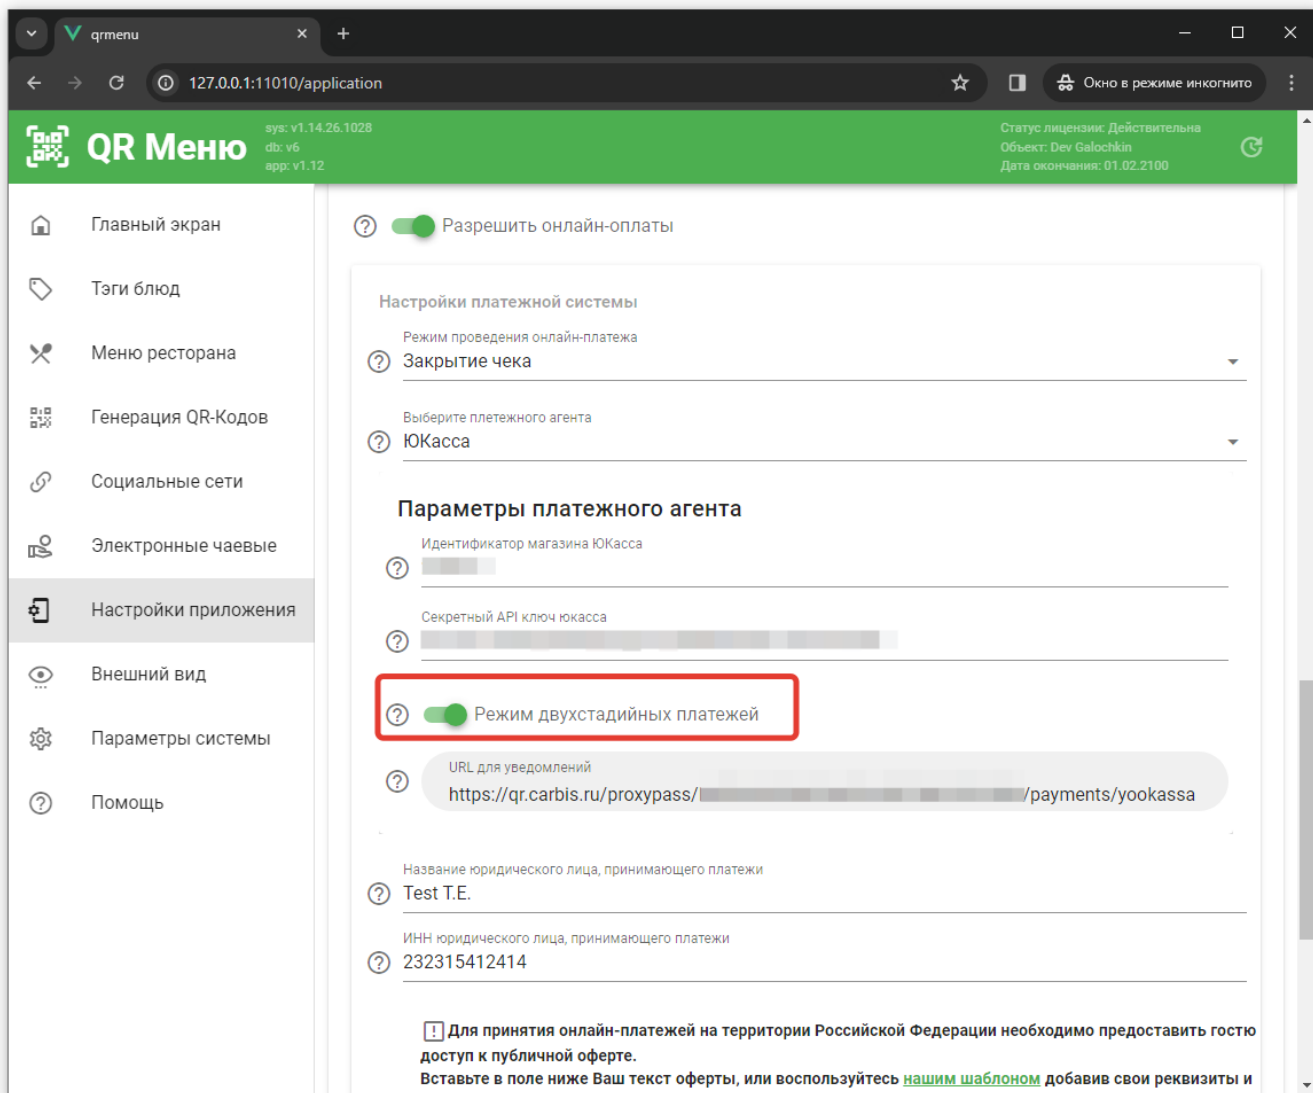 qrmenu
127.0.0.1:11010/application
Окно в режиме инкогнито
QR Меню
sys: v1.14.26.1028
db: v6
app: v1.12
Статус лицензии: Действительна
Объект: Dev Galochkin
Дата окончания: 01.02.2100
Главный экран
Тэги блюд
Меню ресторана
Генерация QR-Кодов
Социальные сети
Электронные чаевые
Настройки приложения
Внешний вид
Параметры системы
Помощь
Разрешить онлайн-оплаты
Настройки платежной системы
Режим проведения онлайн-платежа
Закрытие чека
Выберите плетежного агента
ЮКасса
Параметры платежного агента
Идентификатор магазина ЮКасса
Секретный API ключ юкасса
Режим двухстадийных платежей
URL для уведомлений
https://qr.carbis.ru/proxypass/ /payments/yookassa
Название юридического лица, принимающего платежи
Test T.E.
ИНН юридического лица, принимающего платежи
232315412414
Для принятия онлайн-платежей на территории Российской Федерации необходимо предоставить гостю
доступ к публичной оферте.
Вставьте в поле ниже Ваш текст оферты, или воспользуйтесь нашим шаблоном добавив свои реквизиты и